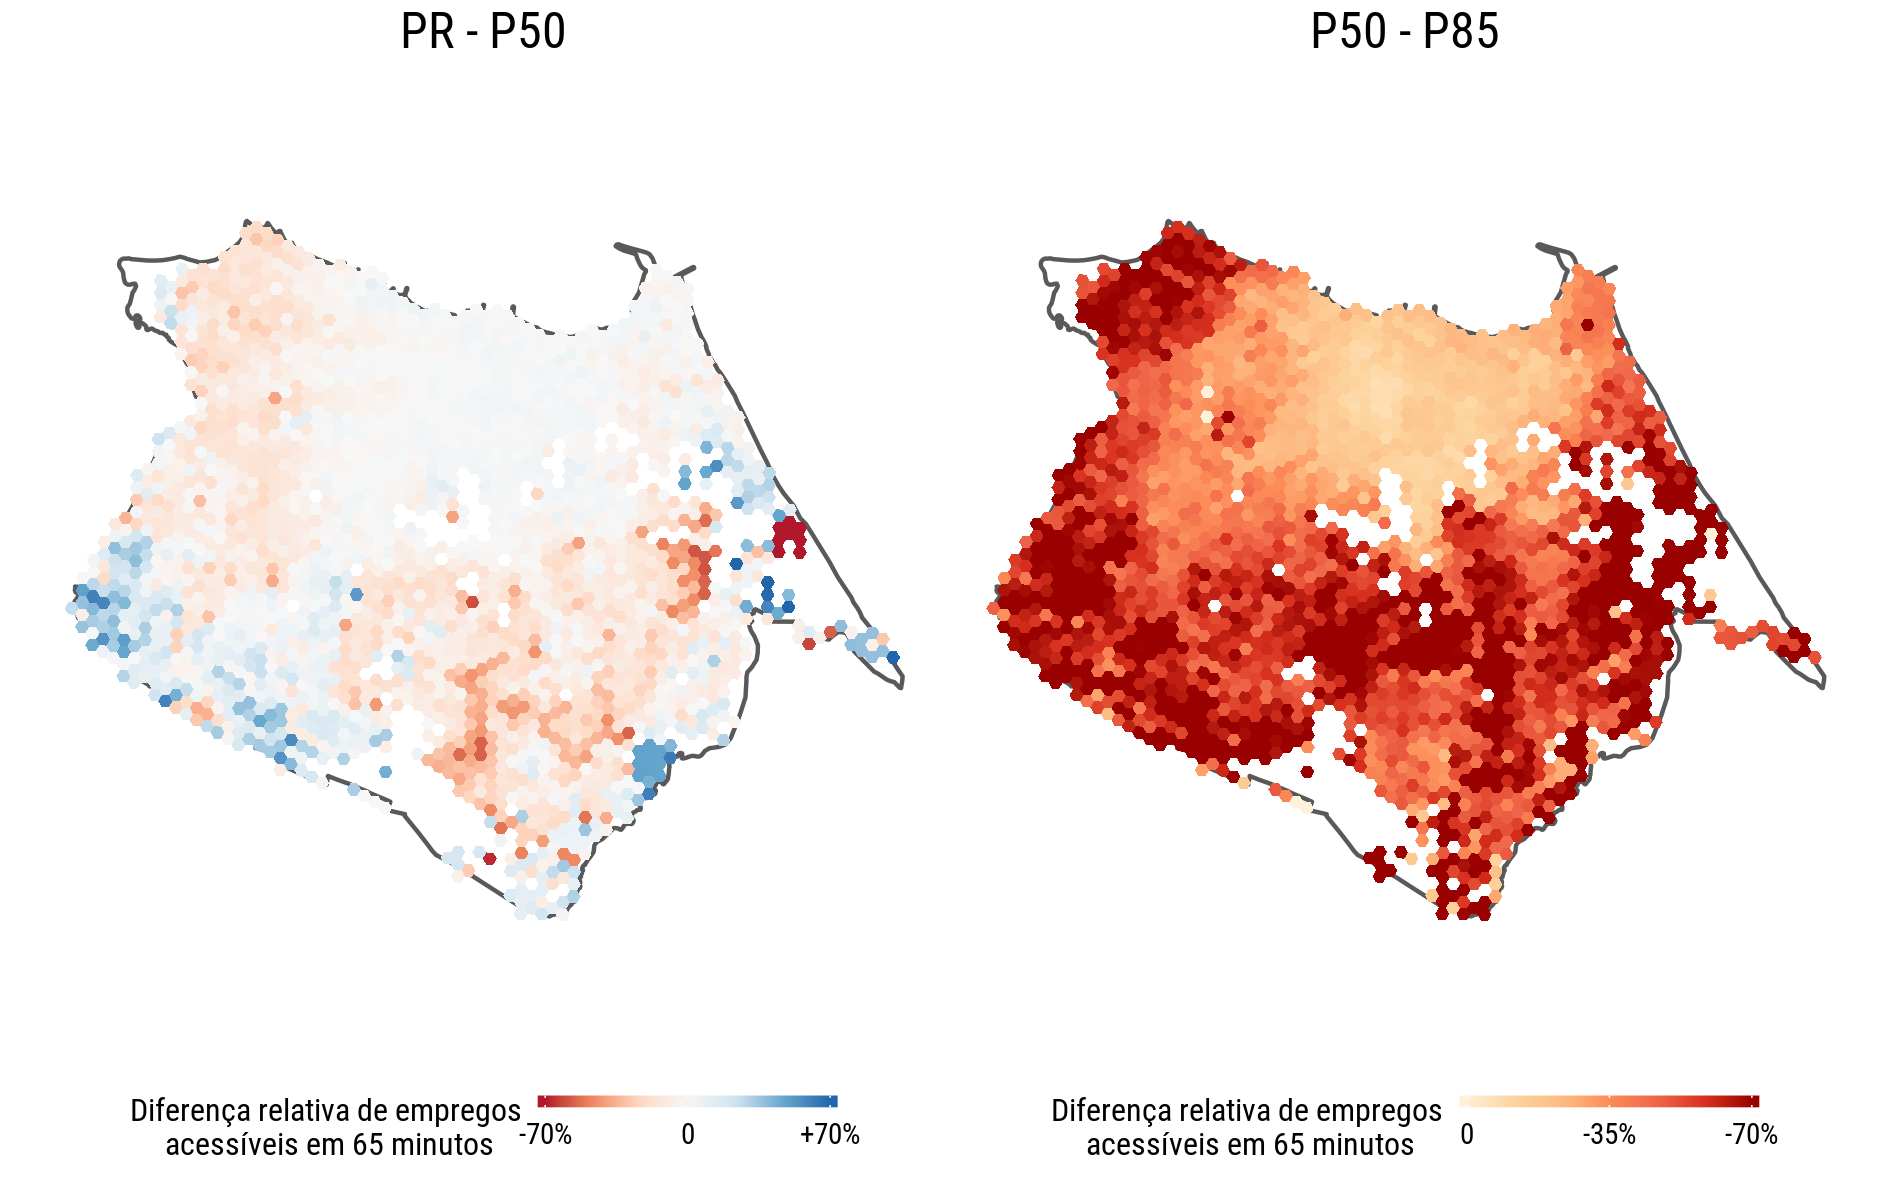 PR - P50
P50 - P85
Diferença relativa de empregos
acessíveis em 65 minutos
-70%
0
+70%
Diferença relativa de empregos
acessíveis em 65 minutos
0
-35%
-70%